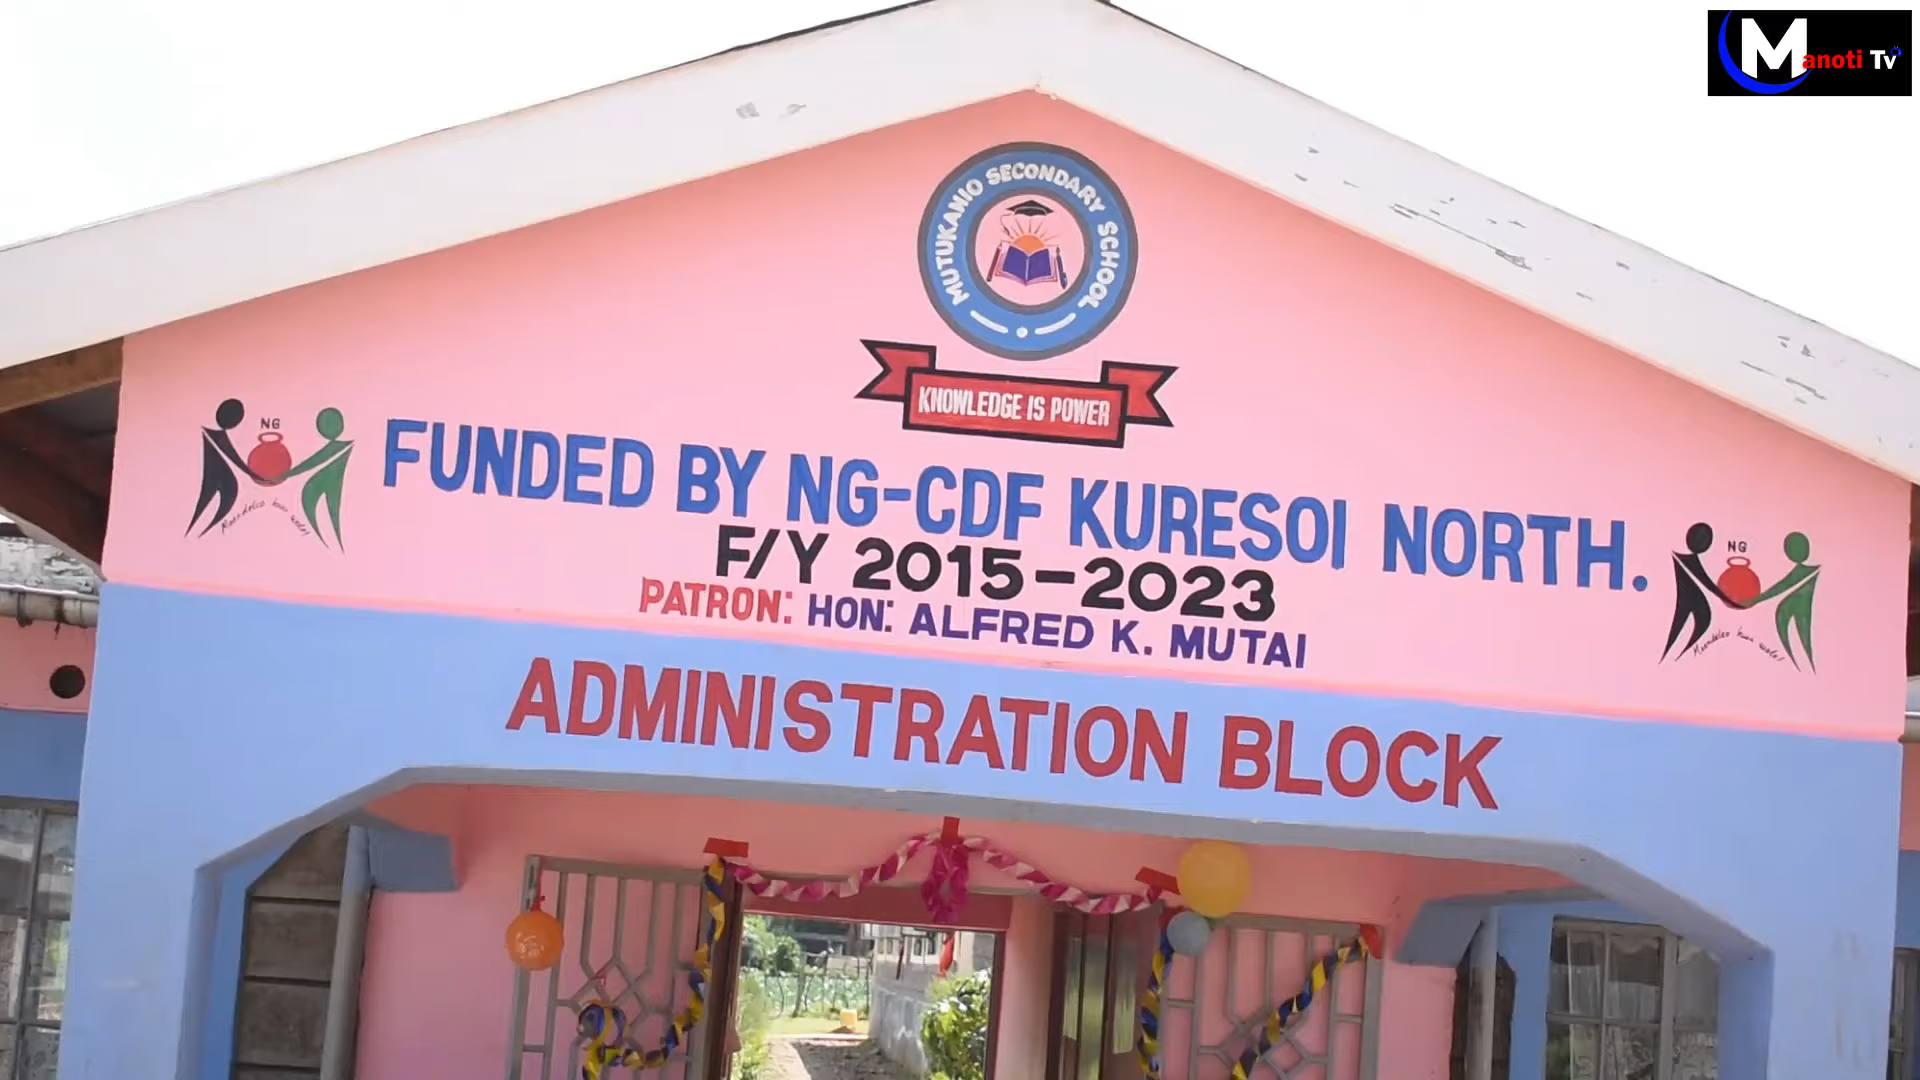 Manoti Tv
MUTUKANIO SECONDARY SCHOOL
KNOWLEDGE IS POWER
NG
FUNDED BY NG-CDF KURESOI NORTH.
NG
F/Y 2015-2023
PATRON: HON: ALFRED K. MUTAI
ADMINISTRATION BLOCK